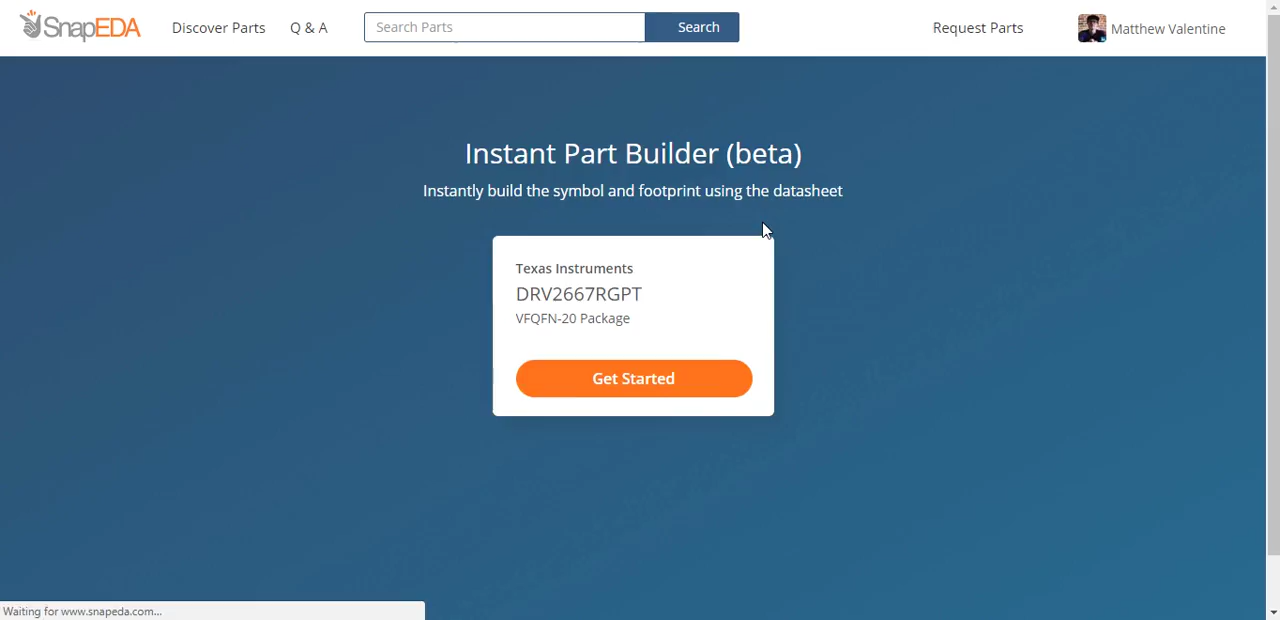 SnapEDA
Discover Parts
Q & A
Search Parts
Search
Request Parts
Matthew Valentine
Instant Part Builder (beta)
Instantly build the symbol and footprint using the datasheet
Texas Instruments
DRV2667RGPT
VFQFN-20 Package
Get Started
Waiting for www.snapeda.com...